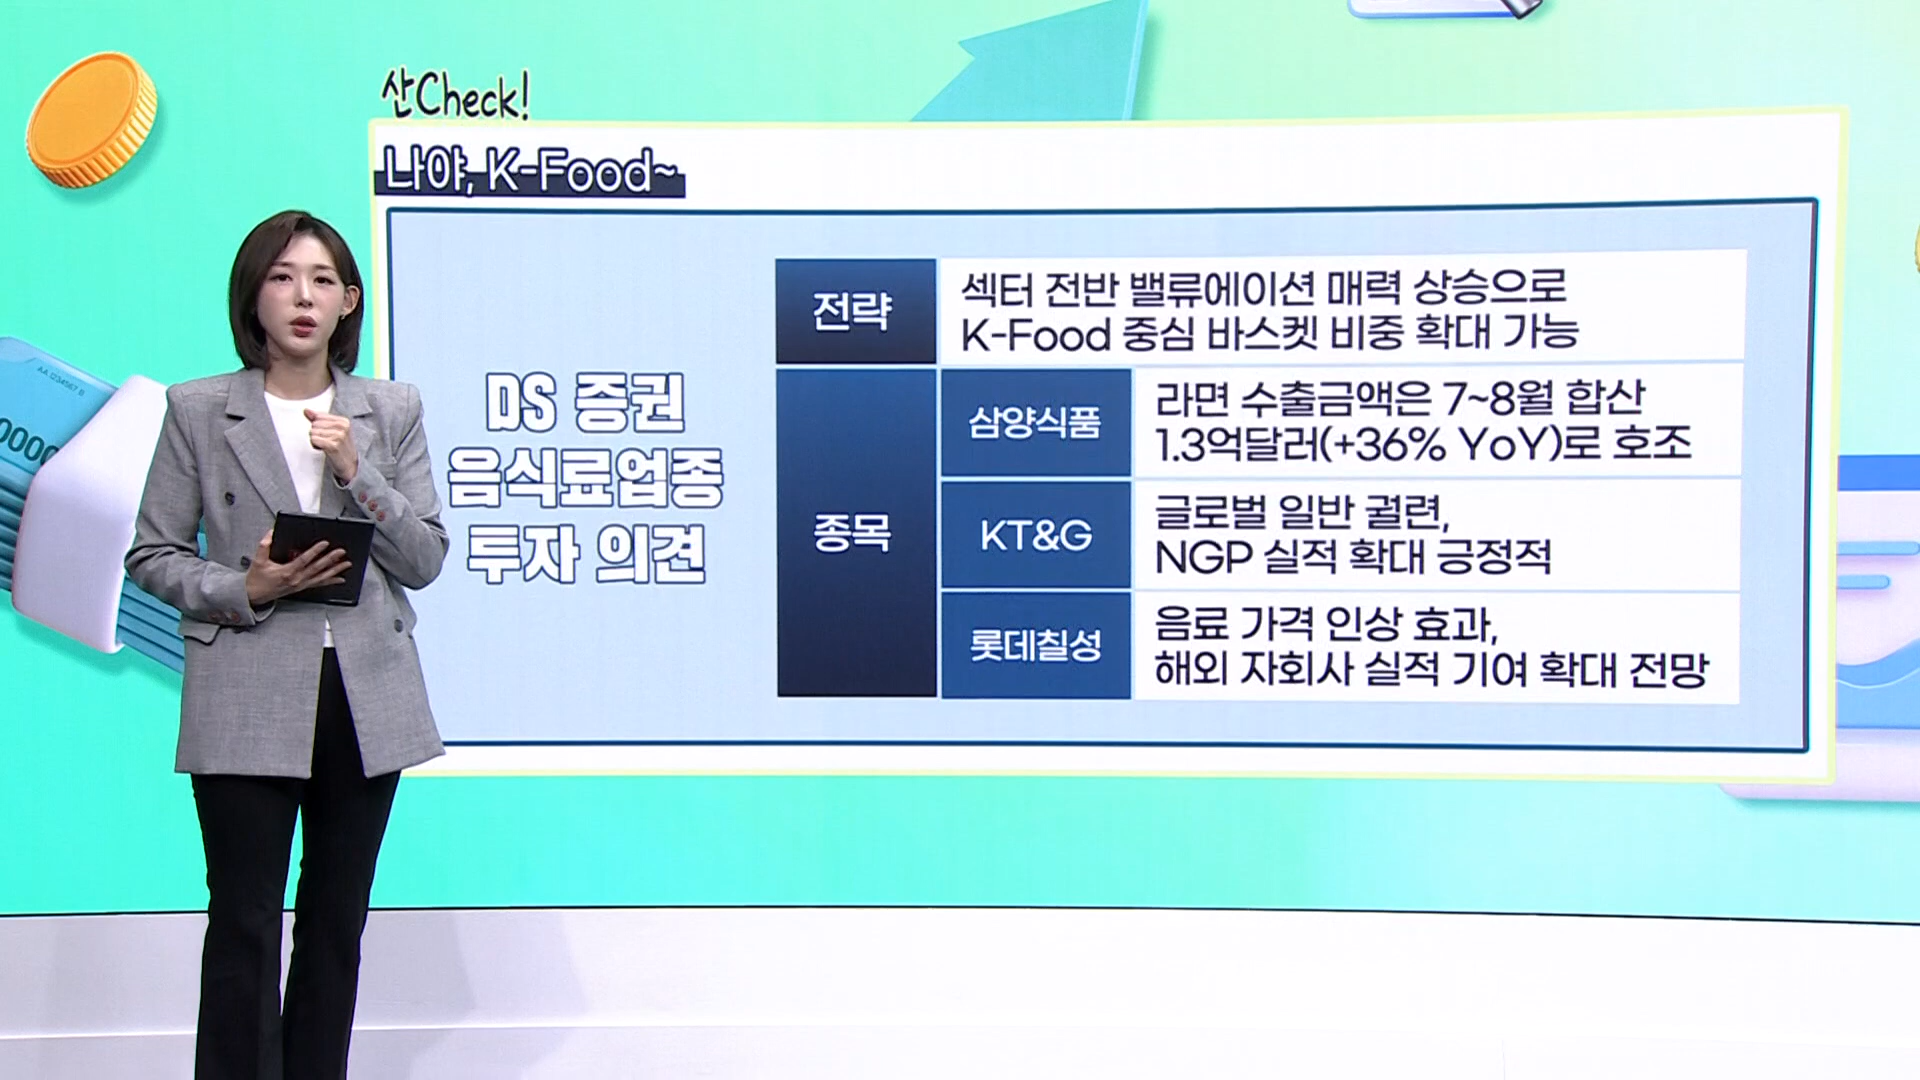 산Check!
나야, K-Food~
DS 증권
음식료업종
투자 의견
전략
섹터 전반 밸류에이션 매력 상승으로
K-Food 중심 바스켓 비중 확대 가능
종목
삼양식품
라면 수출금액은 7~8월 합산
1.3억달러(+36% YoY)로 호조
KT&G
글로벌 일반 궐련,
NGP 실적 확대 긍정적
롯데칠성
음료 가격 인상 효과,
해외 자회사 실적 기여 확대 전망
AA 1234567 B
0000